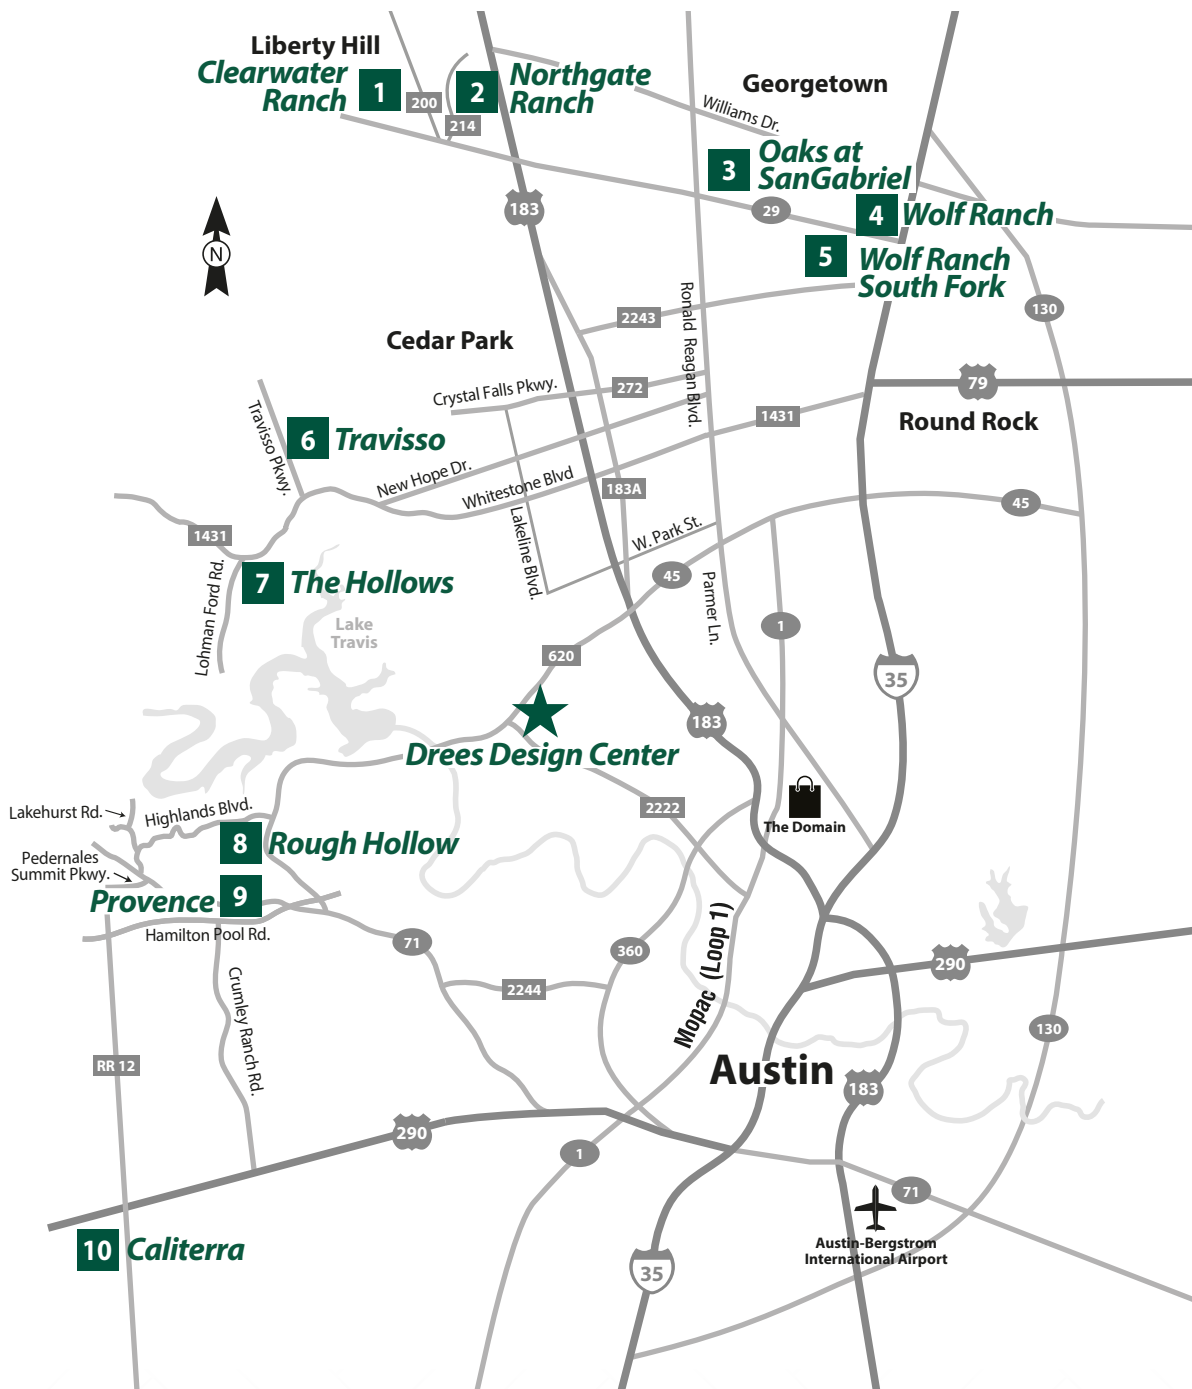 Liberty Hill
Clearwater
Ranch
1
200
214
2
Northgate
Ranch
Georgetown
Williams Dr.
3
Oaks at
SanGabriel
183
29
4
Wolf Ranch
5
Wolf Ranch
South Fork
N
130
2243
Ronald Reagan Blvd.
Cedar Park
Crystal Falls Pkwy.
272
79
1431
Round Rock
Travisso Pkwy.
6
Travisso
New Hope Dr.
Whitestone Blvd
183A
45
Lakeline Blvd.
W. Park St.
1431
Lohman Ford Rd.
7
The Hollows
45
Parmer Ln.
1
Lake
Travis
620
35
183
Drees Design Center
2222
The Domain
Lakehurst Rd.
Highlands Blvd.
8
Rough Hollow
Pedernales
Summit Pkwy.
Provence
9
Hamilton Pool Rd.
71
360
Mopac (Loop 1)
290
2244
Crumley Ranch Rd.
130
RR 12
Austin
183
290
1
71
Austin-Bergstrom
International Airport
10
Caliterra
35